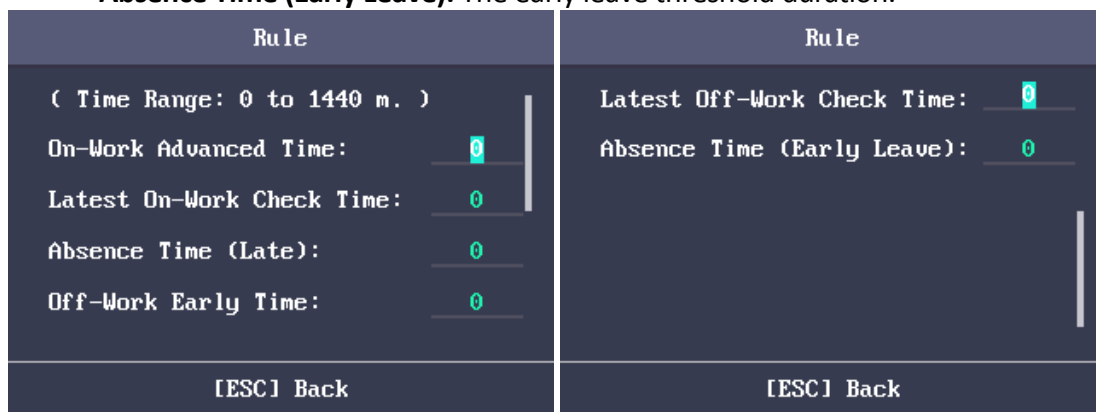 Absence Time (Early Leave): The early leave threshold duration.
Rule
( Time Range: 0 to 1440 m. )
On-Work Advanced Time: 0
Latest On-Work Check Time: 0
Absence Time (Late): 0
Off-Work Early Time: 0
[ESC] Back
Rule
Latest Off-Work Check Time: 0
Absence Time (Early Leave): 0
[ESC] Back